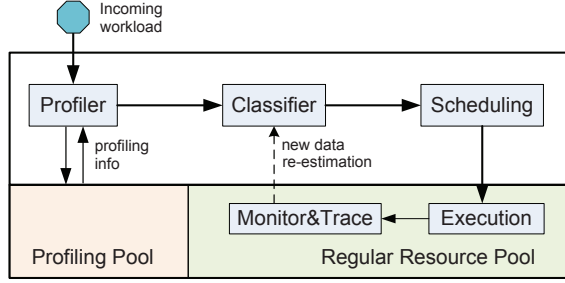 Incoming
workload
Profiler
Classifier
Scheduling
profiling
info
new data
re-estimation
Monitor&Trace
Execution
Profiling Pool
Regular Resource Pool